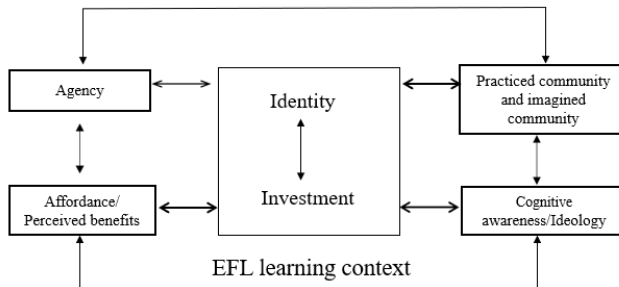 Agency
Identity
Practiced community
and imagined
community
Affordance/
Perceived benefits
Investment
Cognitive
awareness/Ideology
EFL learning context